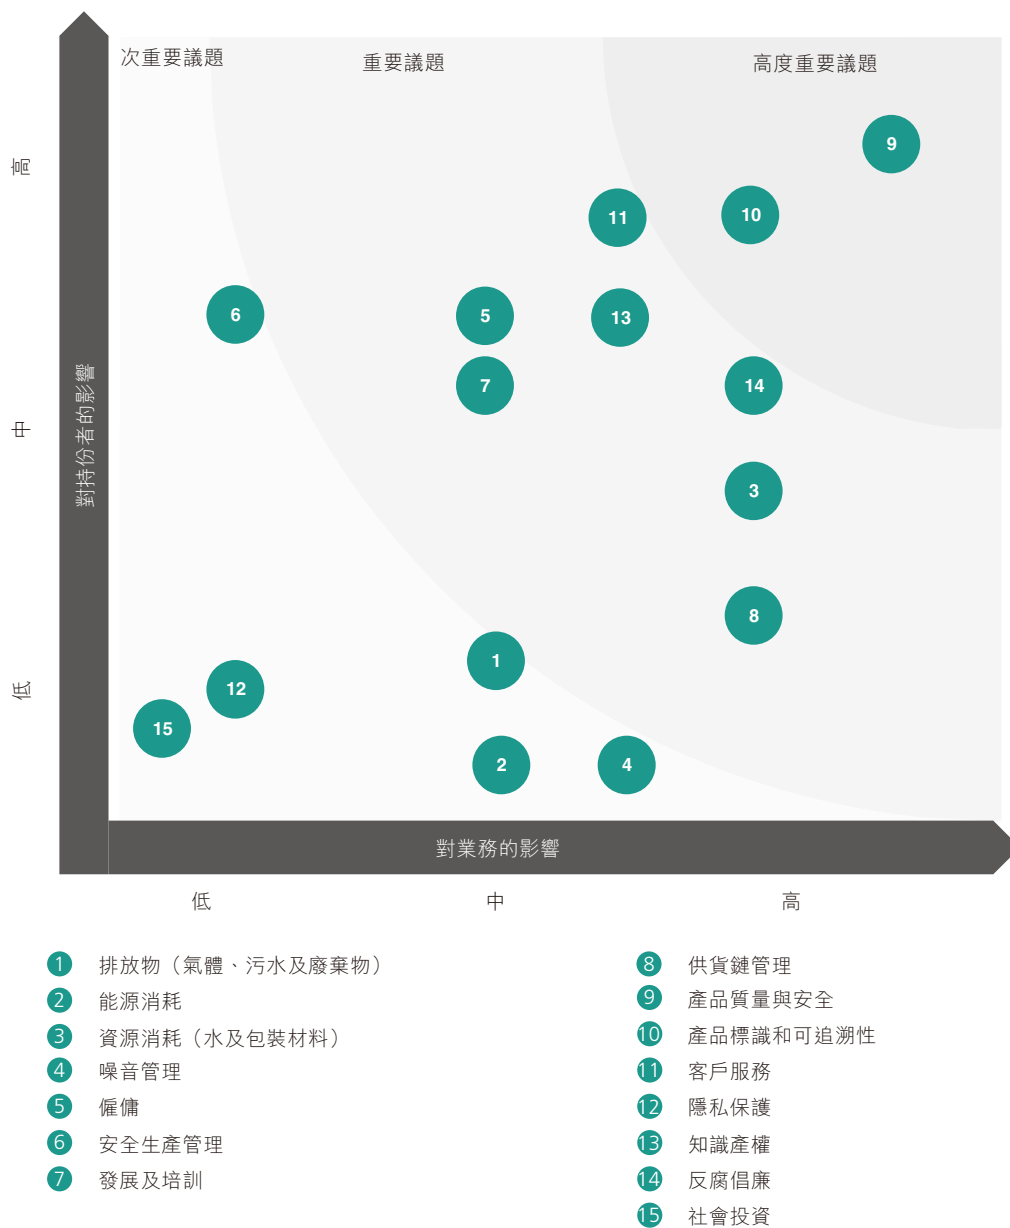 次重要議題
重要議題
高度重要議題
高
中
低
對持份者的影響
9
11
10
6
5
13
7
14
3
8
1
12
15
2
4
對業務的影響
低
中
高
1 排放物（氣體、污水及廢棄物）
2 能源消耗
3 資源消耗（水及包裝材料）
4 噪音管理
5 僱傭
6 安全生產管理
7 發展及培訓
8 供貨鏈管理
9 產品質量與安全
10 產品標識和可追溯性
11 客戶服務
12 隱私保護
13 知識產權
14 反腐倡廉
15 社會投資